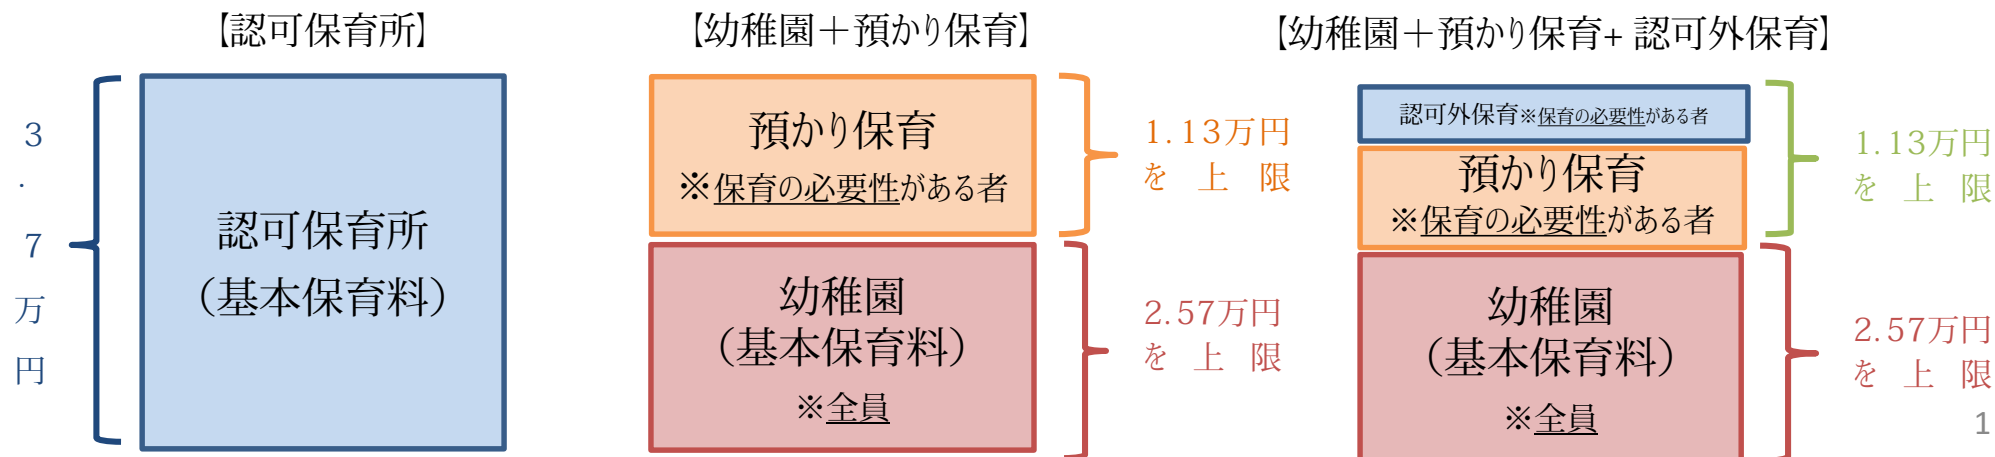 【認可保育所】
3.7万円
認可保育所
（基本保育料）
【幼稚園＋預かり保育】
預かり保育
※保育の必要性がある者
1.13万円
を上限
幼稚園
（基本保育料）
※全員
2.57万円
を上限
【幼稚園＋預かり保育+ 認可外保育】
認可外保育※保育の必要性がある者
預かり保育
※保育の必要性がある者
1.13万円
を上限
幼稚園
（基本保育料）
※全員
2.57万円
を上限
1